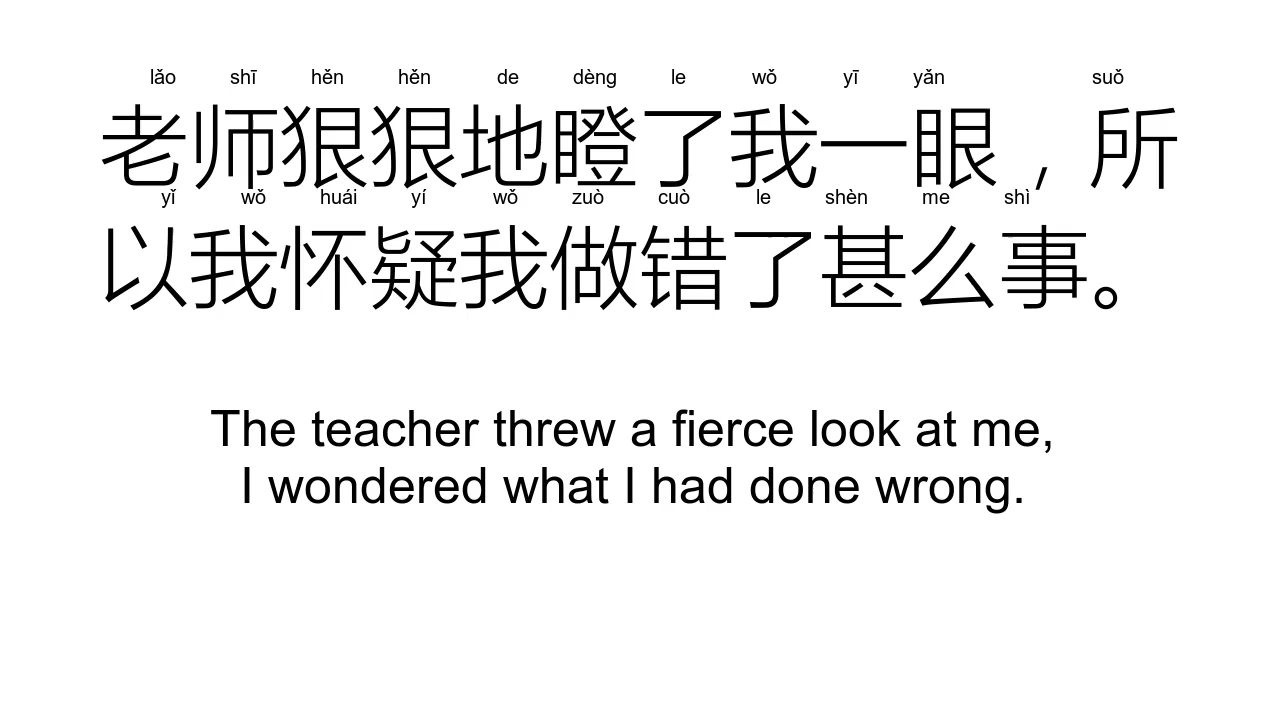 lǎo shī hěn hěn de dèng le wǒ yī yǎn suǒ
老师狠狠地瞪了我一眼，所
yǐ wǒ huái yí wǒ zuò cuò le shèn me shì
以我怀疑我做错了甚么事。
The teacher threw a fierce look at me,
I wondered what I had done wrong.